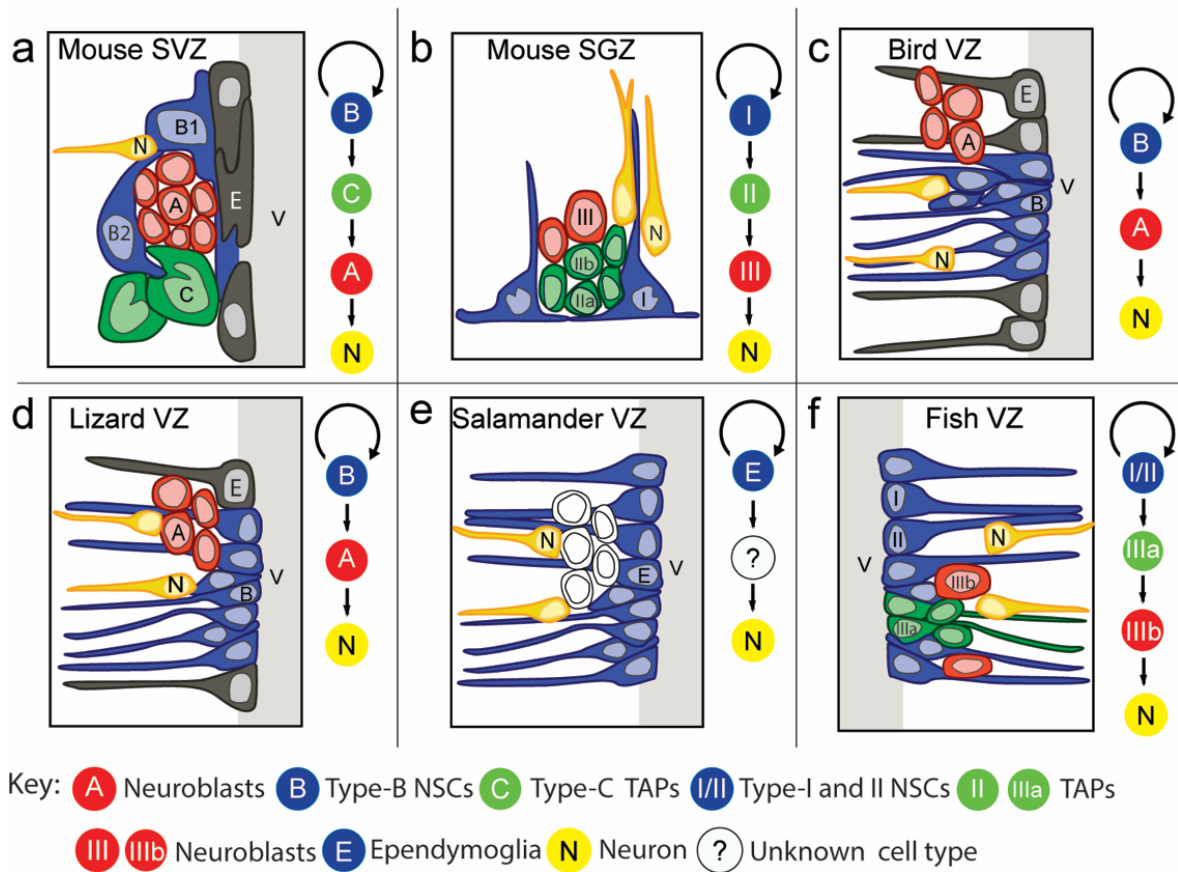 a Mouse SVZ
B1
N
A
E
V
B2
C
B
C
A
N
b Mouse SGZ
III
IIb
N
IIa
I
I
II
III
N
c Bird VZ
E
A
V
B
N
B
A
N
d Lizard VZ
E
A
V
N
B
B
A
N
e Salamander VZ
N
V
E
E
?
N
f Fish VZ
I
N
II
V
IIIb
IIIa
I/II
IIIa
IIIb
N
Key: A Neuroblasts B Type-B NSCs C Type-C TAPs I/II Type-I and II NSCs II IIIa TAPs
III IIIb Neuroblasts E Ependymoglia N Neuron ? Unknown cell type